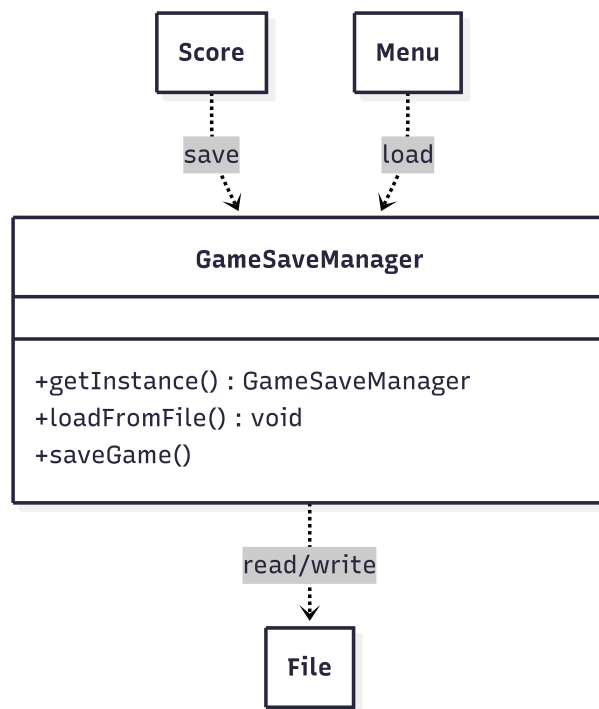 Score
Menu
save
load
GameSaveManager
+getInstance() : GameSaveManager
+loadFromFile() : void
+saveGame()
read/write
File